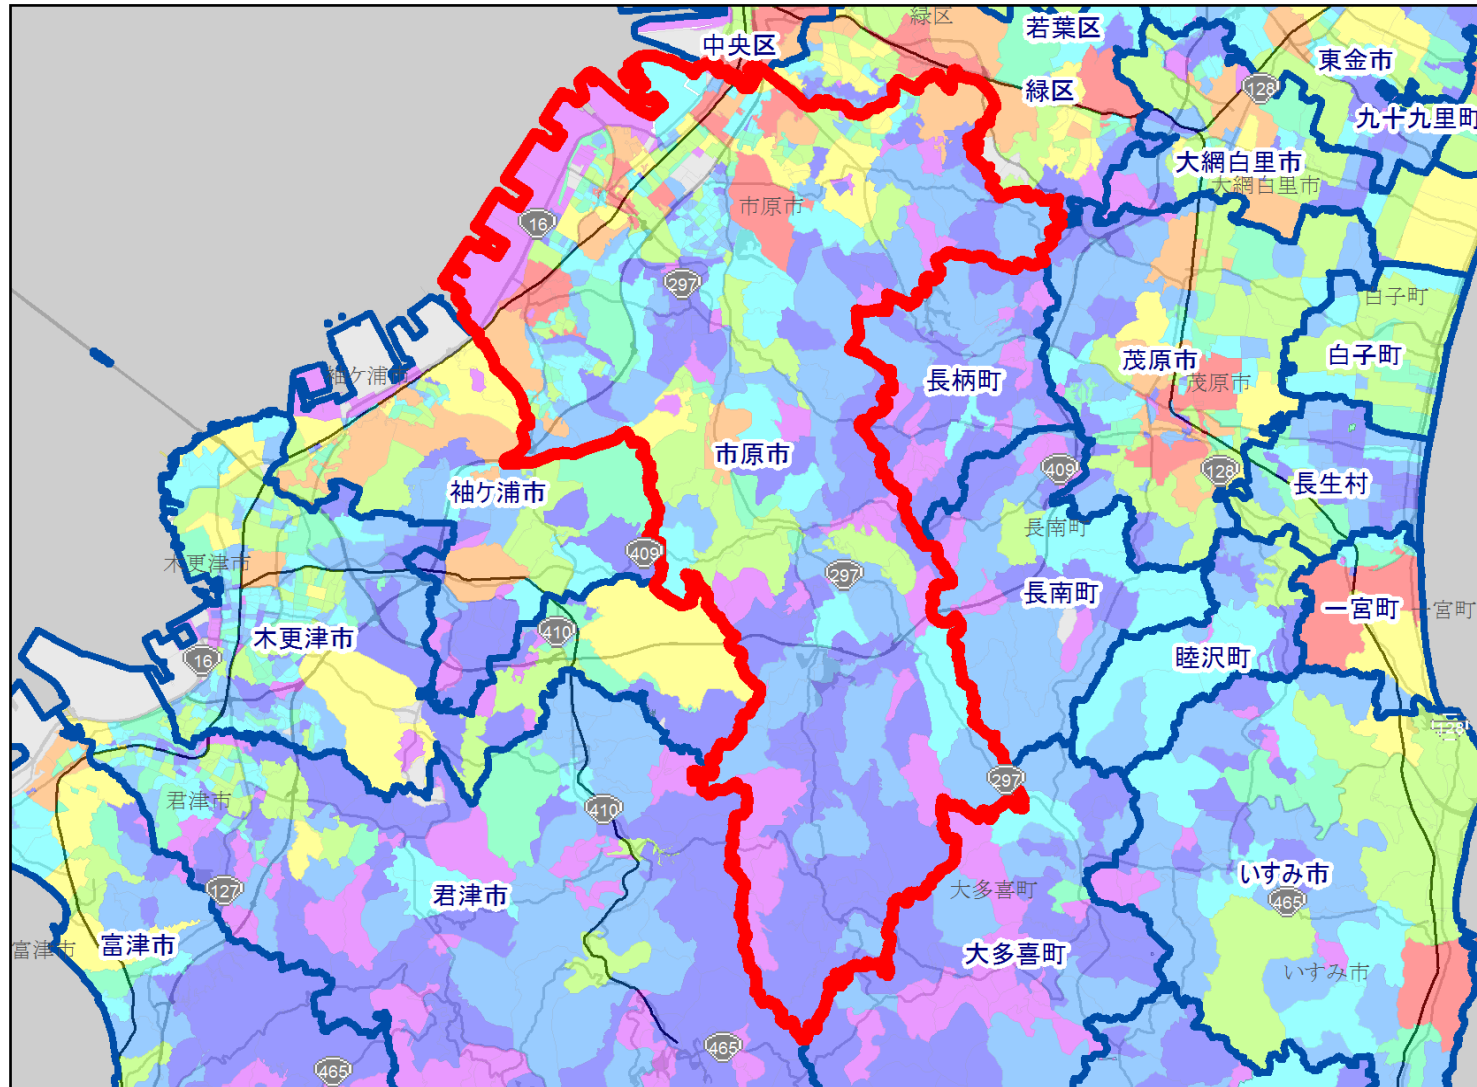 緑区
若葉区
中央区
東金市
128
緑区
九十九里町
大網白里市
大網白里市
市原市
16
297
白子町
白子町
茂原市
袖ケ浦市
長柄町
茂原市
市原市
409
128
長生村
袖ケ浦市
長南町
409
木更津市
297
長南町
一宮町
一宮町
410
木更津市
睦沢町
16
128
297
君津市
410
いすみ市
127
君津市
大多喜町
465
富津市
富津市
大多喜町
いすみ市
465
465